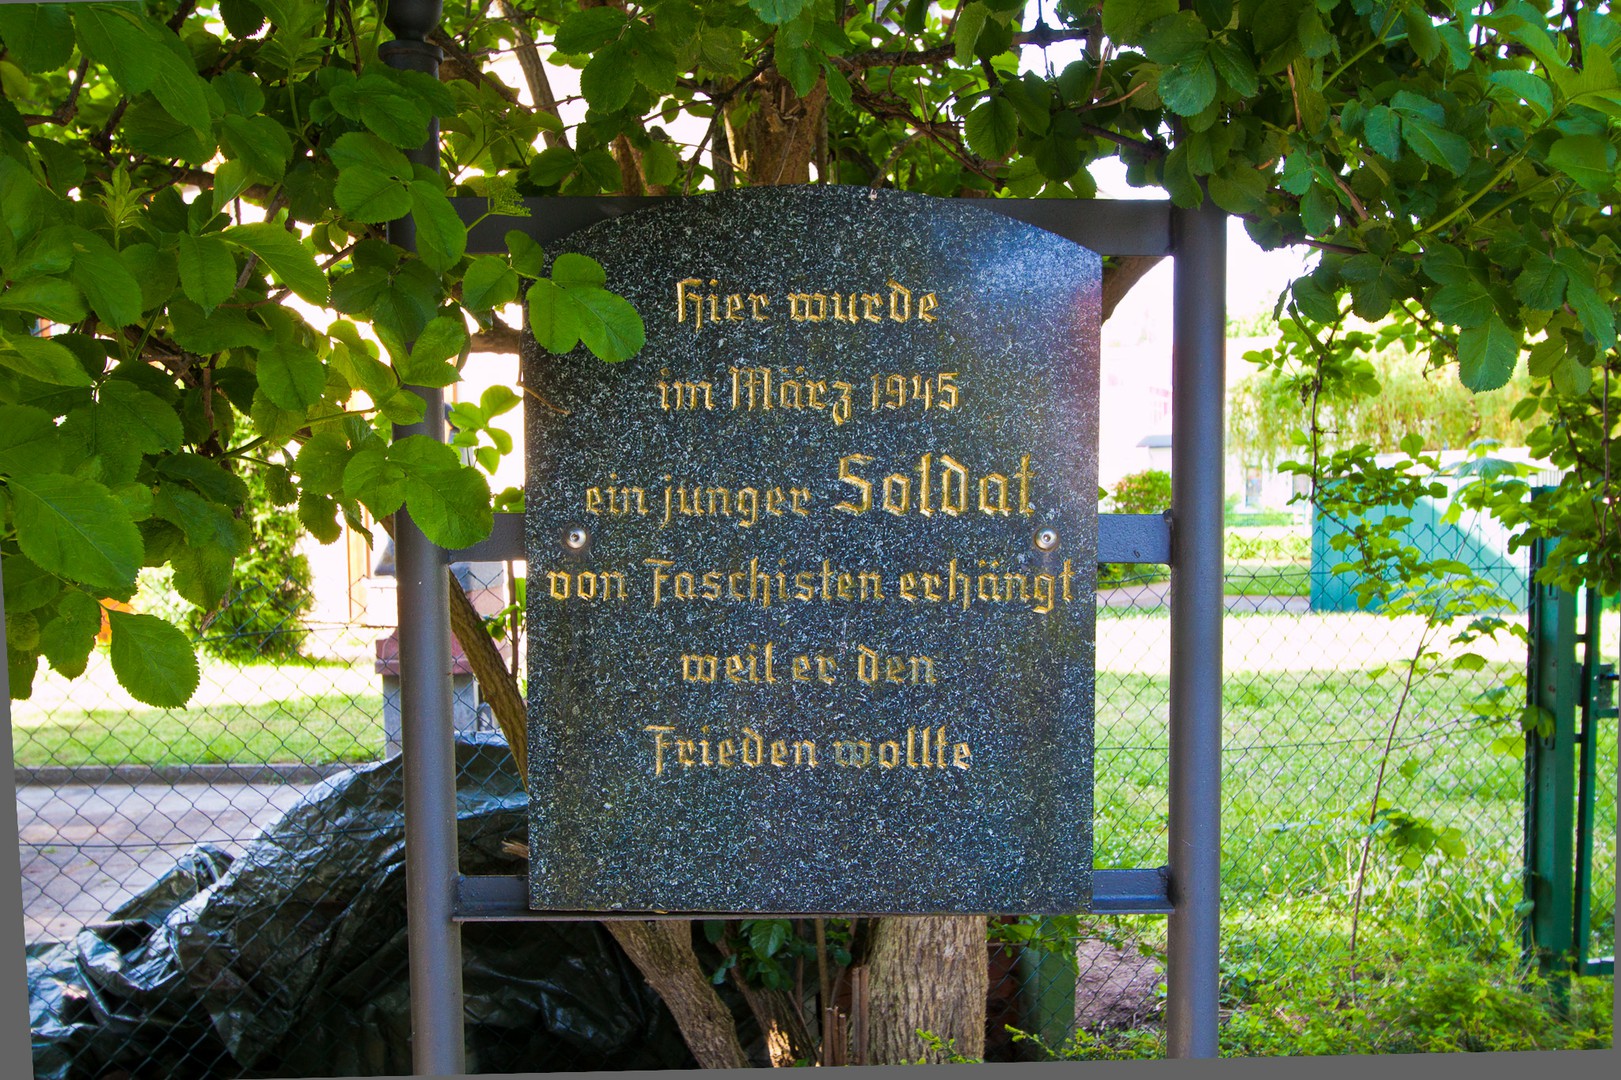 Hier wurde
im März 1945
ein junger Soldat
von Faschisten erhängt
weil er den
Frieden wollte